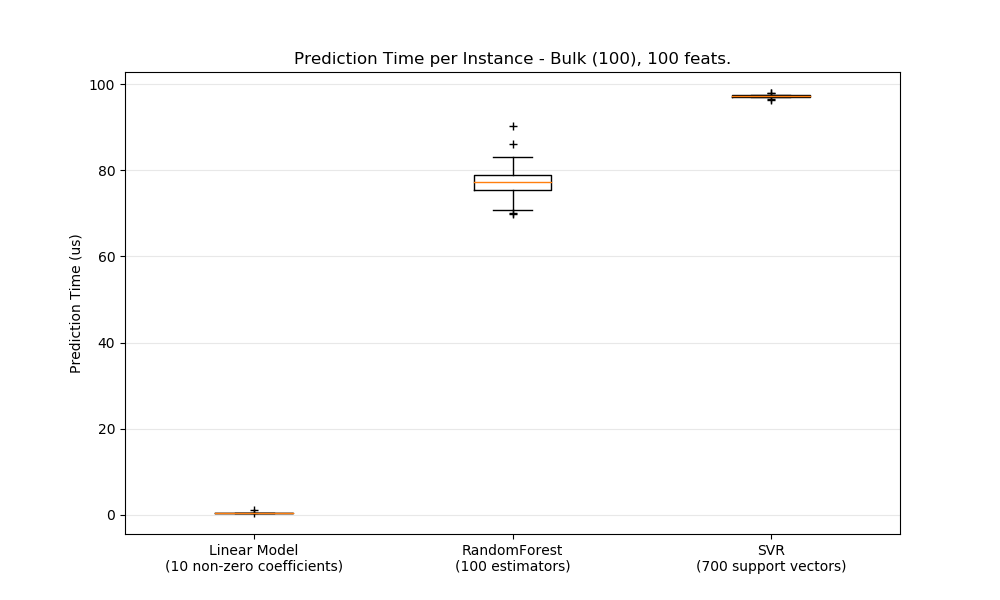 Prediction Time per Instance - Bulk (100), 100 feats.
100
80
60
40
20
0
Prediction Time (us)
Linear Model
(10 non-zero coefficients)
RandomForest
(100 estimators)
SVR
(700 support vectors)